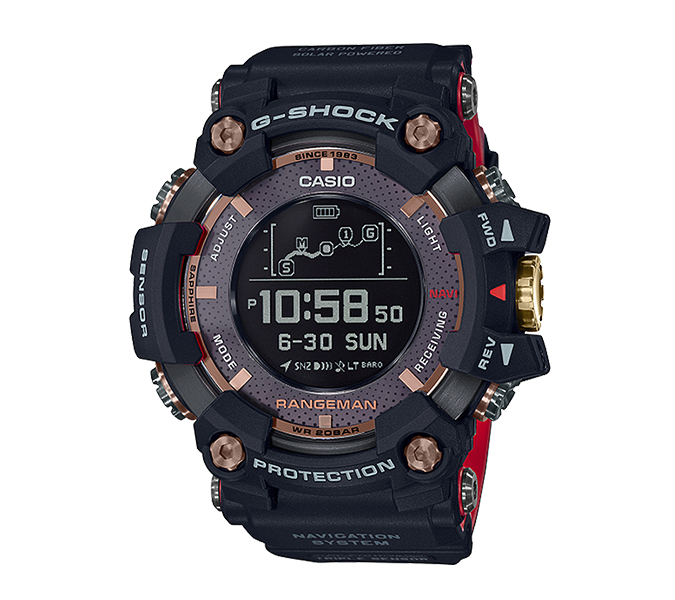 CARBON FIBER
SOLAR POWERED
G-SHOCK
SINCE 1983
CASIO
ADJUST
LIGHT
FWD
SENSOR
SAPPHIRE
S M 1 G
NAVI
P 10:58 50
6-30 SUN
SNZ LT BARO
MODE
RECEIVING
REV
RANGEMAN
WR 20BAR
PROTECTION
NAVIGATION
SYSTEM
TRIPLE SENSOR